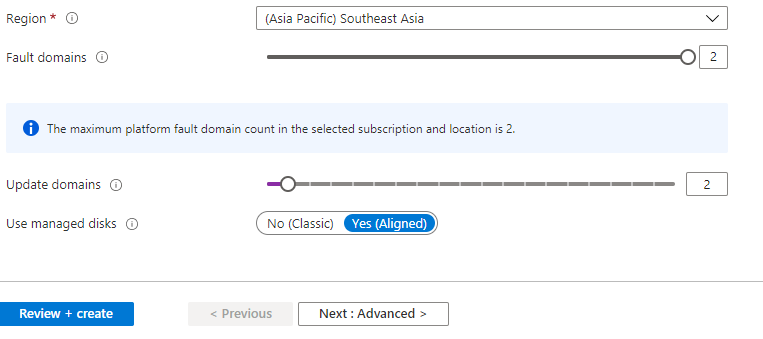 Region *
(Asia Pacific) Southeast Asia
Fault domains
2
The maximum platform fault domain count in the selected subscription and location is 2.
Update domains
2
Use managed disks
No (Classic) Yes (Aligned)
Review + create
< Previous
Next : Advanced >